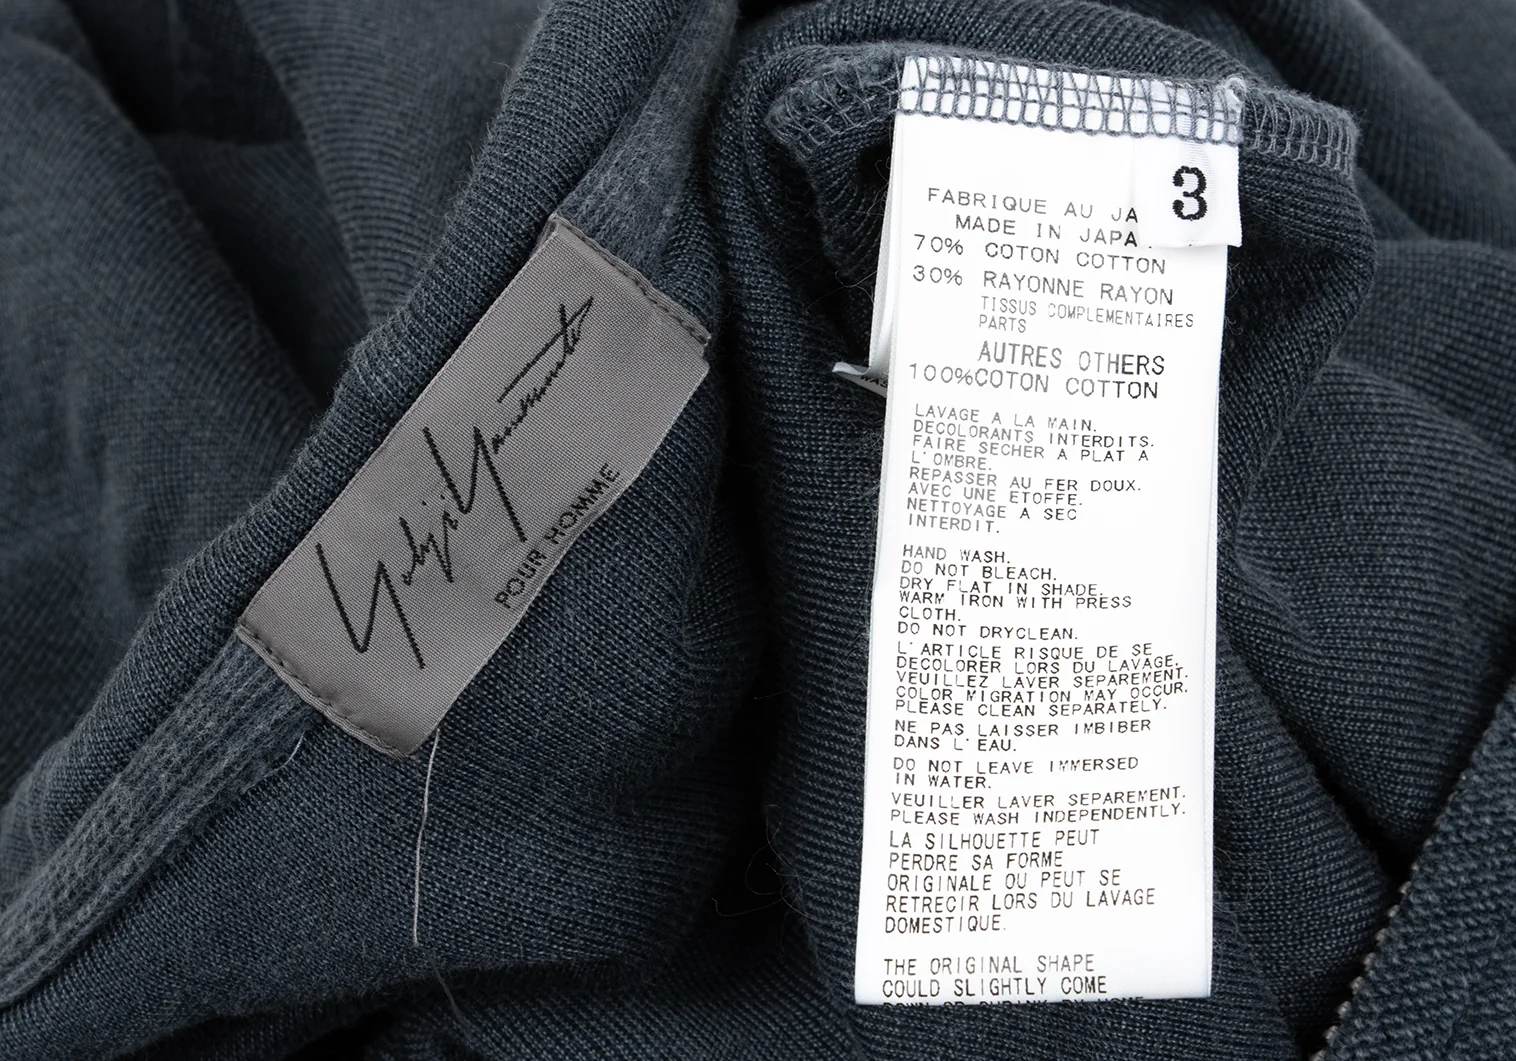 Yohji Yamamoto
POUR HOMME
3
FABRIQUE AU JA
MADE IN JAPA
70% COTON COTTON
30% RAYONNE RAYON
TISSUS COMPLEMENTAIRES
PARTS
AUTRES OTHERS
100%COTON COTTON
LAVAGE A LA MAIN.
DECOLORANTS INTERDITS.
FAIRE SECHER A PLAT A
L'OMBRE.
REPASSER AU FER DOUX.
AVEC UNE ETOFFE.
NETTOYAGE A SEC
INTERDIT.
HAND WASH.
DO NOT BLEACH.
DRY FLAT IN SHADE.
WARM IRON WITH PRESS
CLOTH.
DO NOT DRYCLEAN.
L'ARTICLE RISQUE DE SE
DECOLORER LORS DU LAVAGE,
VEUILLEZ LAVER SEPAREMENT.
COLOR MIGRATION MAY OCCUR.
PLEASE CLEAN SEPARATELY.
NE PAS LAISSER IMBIBER
DANS L'EAU.
DO NOT LEAVE IMMERSED
IN WATER.
VEUILLER LAVER SEPAREMENT.
PLEASE WASH INDEPENDENTLY.
LA SILHOUETTE PEUT
PERDRE SA FORME
ORIGINALE OU PEUT SE
RETRECIR LORS DU LAVAGE
DOMESTIQUE.
THE ORIGINAL SHAPE
COULD SLIGHTLY COME